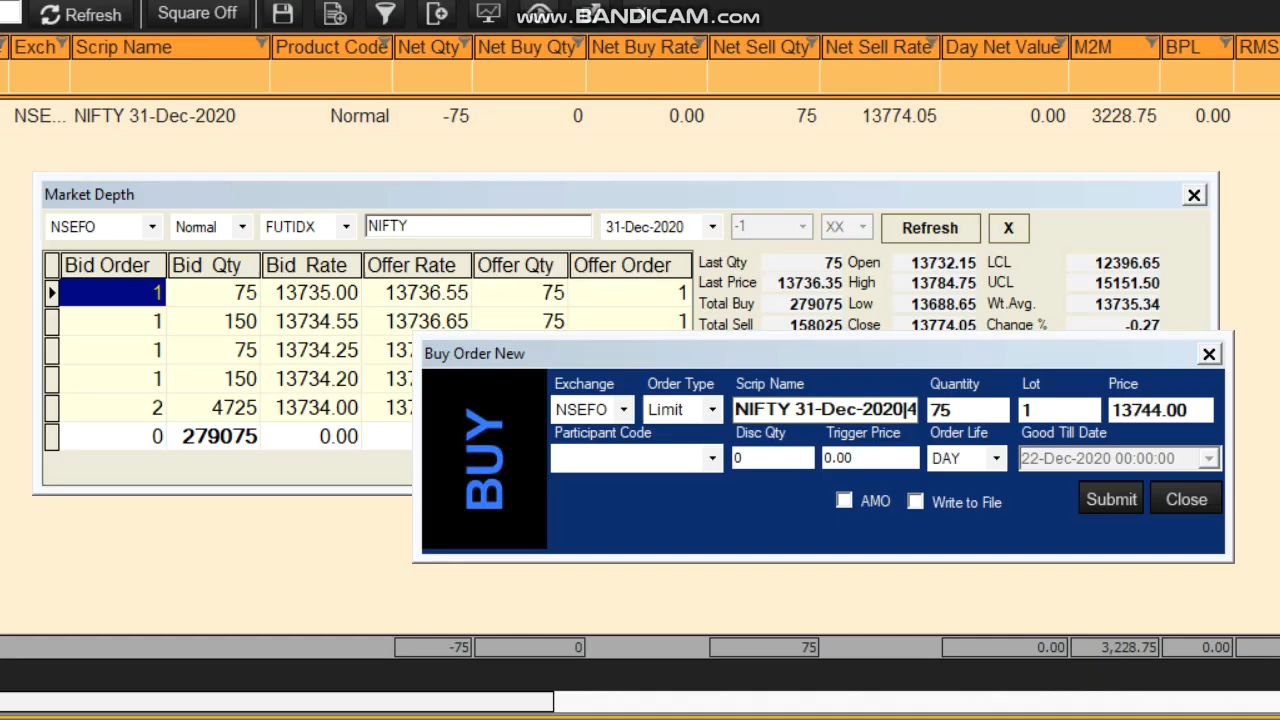 www.BANDICAM.com
Refresh Square Off
Exch Scrip Name Product Code Net Qty Net Buy Qty Net Buy Rate Net Sell Qty Net Sell Rate Day Net Value M2M BPL RMS
NSE... NIFTY 31-Dec-2020 Normal -75 0 0.00 75 13774.05 0.00 3228.75 0.00
Market Depth
NSEFO Normal FUTIDX NIFTY 31-Dec-2020 -1 XX Refresh X
Bid Order Bid Qty Bid Rate Offer Rate Offer Qty Offer Order Last Qty 75 Open 13732.15 LCL 12396.65
1 75 13735.00 13736.55 75 1 Last Price 13736.35 High 13784.75 UCL 15151.50
Total Buy 279075 Low 13688.65 Wt.Avg. 13735.34
1 150 13734.55 13736.65 75 1 Total Sell 158025 Close 13774.05 Change % -0.27
1 75 13734.25 137
1 150 13734.20 137
2 4725 13734.00 137
0 279075 0.00
Buy Order New
BUY
Exchange Order Type Scrip Name Quantity Lot Price
NSEFO Limit NIFTY 31-Dec-2020|4 75 1 13744.00
Participant Code Disc Qty Trigger Price Order Life Good Till Date
0 0.00 DAY 22-Dec-2020 00:00:00
AMO Write to File Submit Close
-75 0 75 0.00 3,228.75 0.00